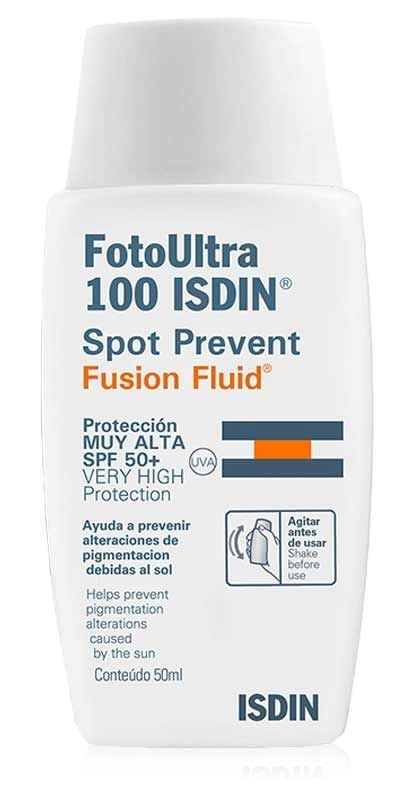 FotoUltra
100 ISDIN®
Spot Prevent
Fusion Fluid®
Protección
MUY ALTA
SPF 50+
VERY HIGH
Protection
UVA
Ayuda a prevenir
alteraciones de
pigmentacion
debidas al sol
Agitar
antes
de usar
Shake
before
use
Helps prevent
pigmentation
alterations
caused
by the sun
Conteúdo 50ml
ISDIN